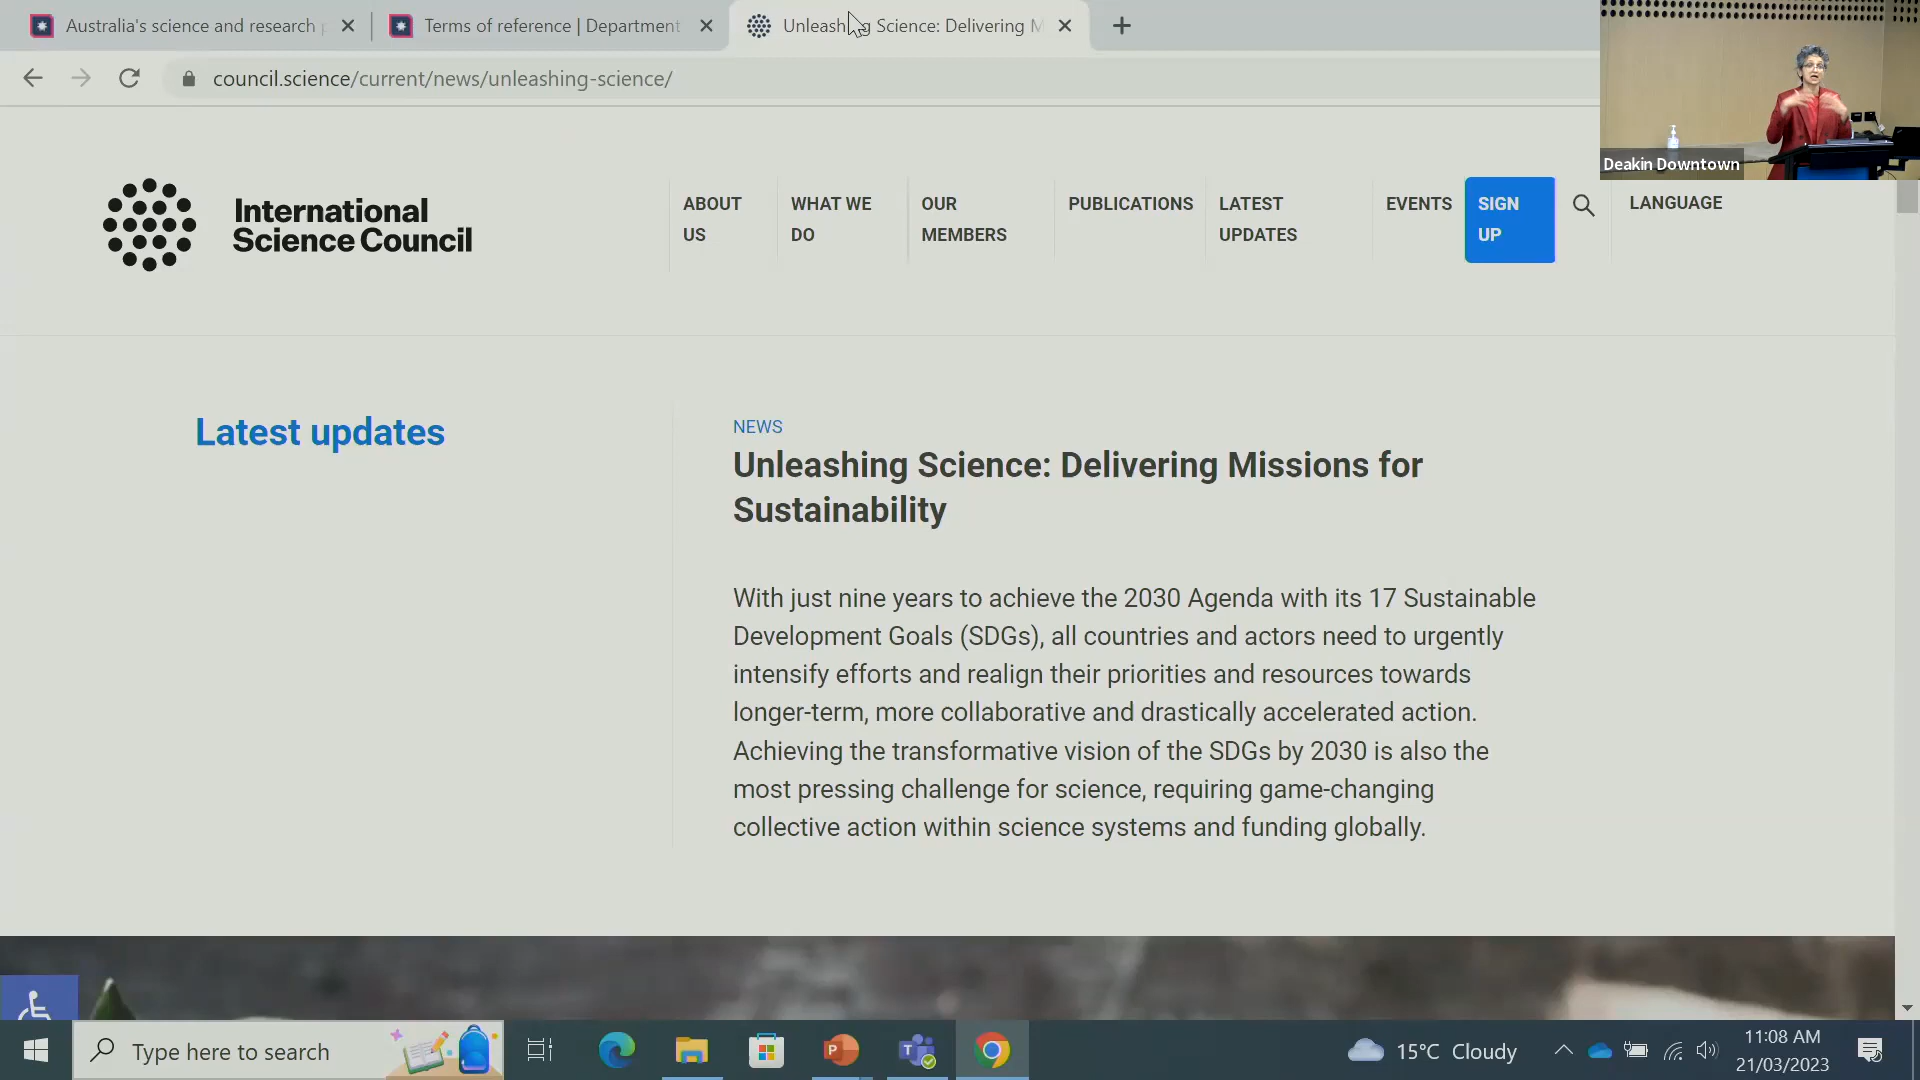 Australia's science and research
Terms of reference | Department
Unleashing Science: Delivering M
council.science/current/news/unleashing-science/
Deakin Downtown
International
Science Council
ABOUT
US
WHAT WE
DO
OUR
MEMBERS
PUBLICATIONS
LATEST
UPDATES
EVENTS
SIGN
UP
LANGUAGE
Latest updates
NEWS
Unleashing Science: Delivering Missions for
Sustainability
With just nine years to achieve the 2030 Agenda with its 17 Sustainable
Development Goals (SDGs), all countries and actors need to urgently
intensify efforts and realign their priorities and resources towards
longer-term, more collaborative and drastically accelerated action.
Achieving the transformative vision of the SDGs by 2030 is also the
most pressing challenge for science, requiring game-changing
collective action within science systems and funding globally.
Type here to search
15°C Cloudy
11:08 AM
21/03/2023